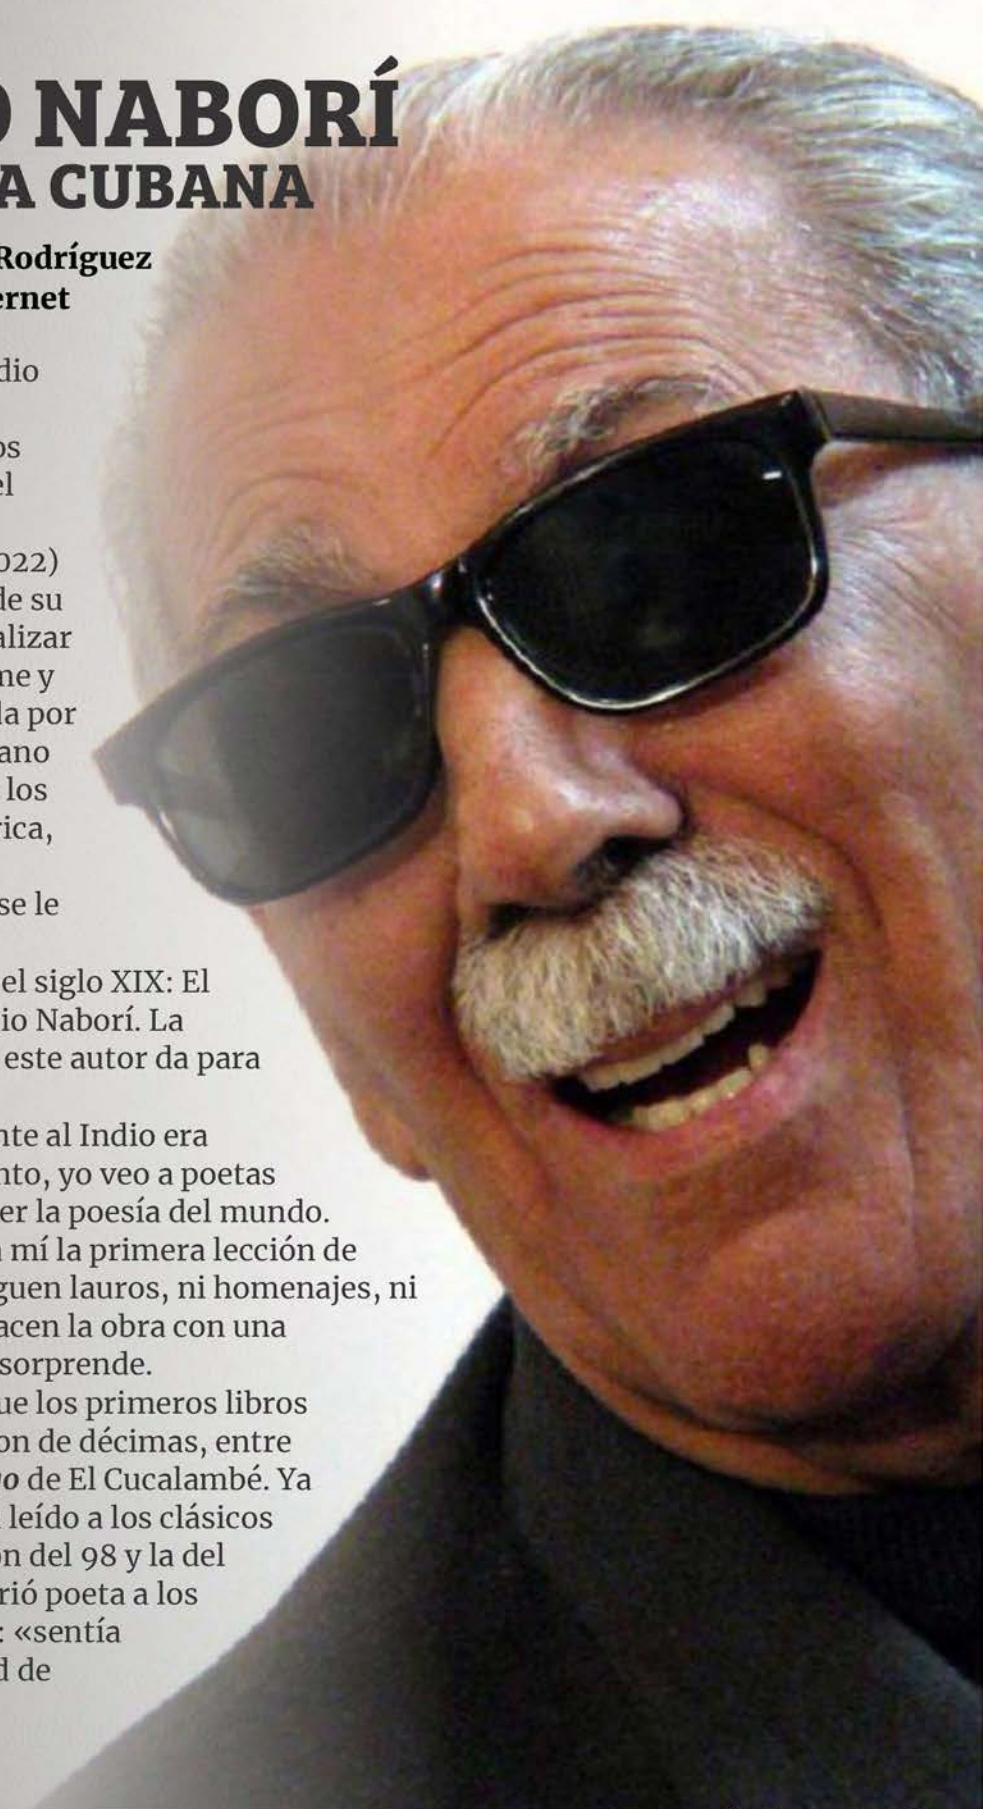 NABORÍ
A CUBANA
Rodríguez
ernet
dio
os
el
022)
de su
alizar
me y
la por
ano
los
rica,
se le
el siglo XIX: El
io Naborí. La
este autor da para
nte al Indio era
nto, yo veo a poetas
er la poesía del mundo.
mí la primera lección de
guen lauros, ni homenajes, ni
acen la obra con una
sorprende.
ue los primeros libros
on de décimas, entre
o de El Cucalambé. Ya
leído a los clásicos
ón del 98 y la del
rió poeta a los
: «sentía
d de